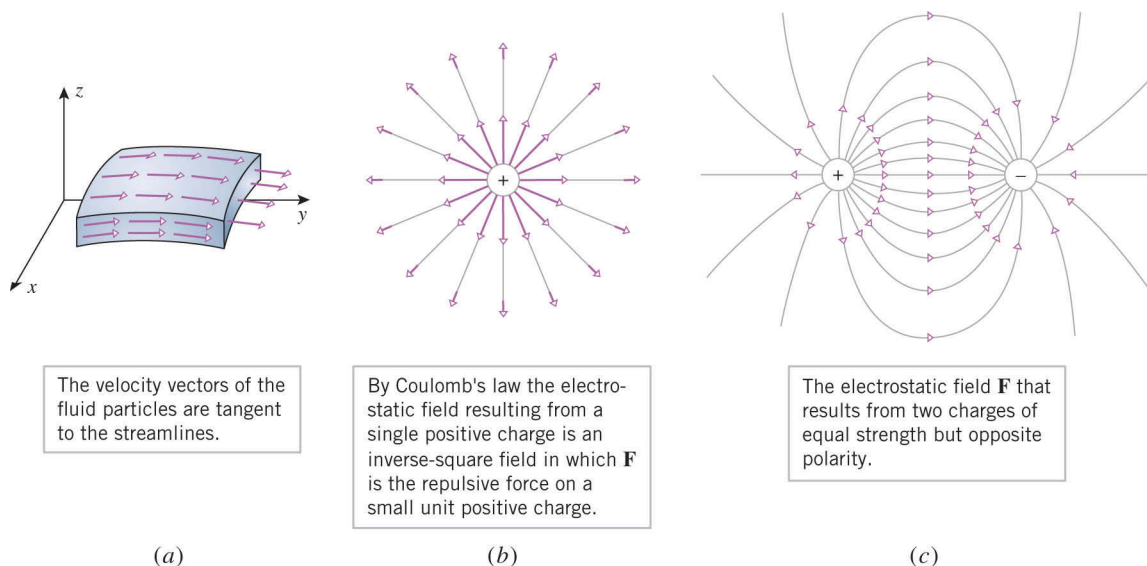 z
y
x
+
+
−
The velocity vectors of the
fluid particles are tangent
to the streamlines.
By Coulomb's law the electro-
static field resulting from a
single positive charge is an
inverse-square field in which F
is the repulsive force on a
small unit positive charge.
The electrostatic field F that
results from two charges of
equal strength but opposite
polarity.
(a)
(b)
(c)